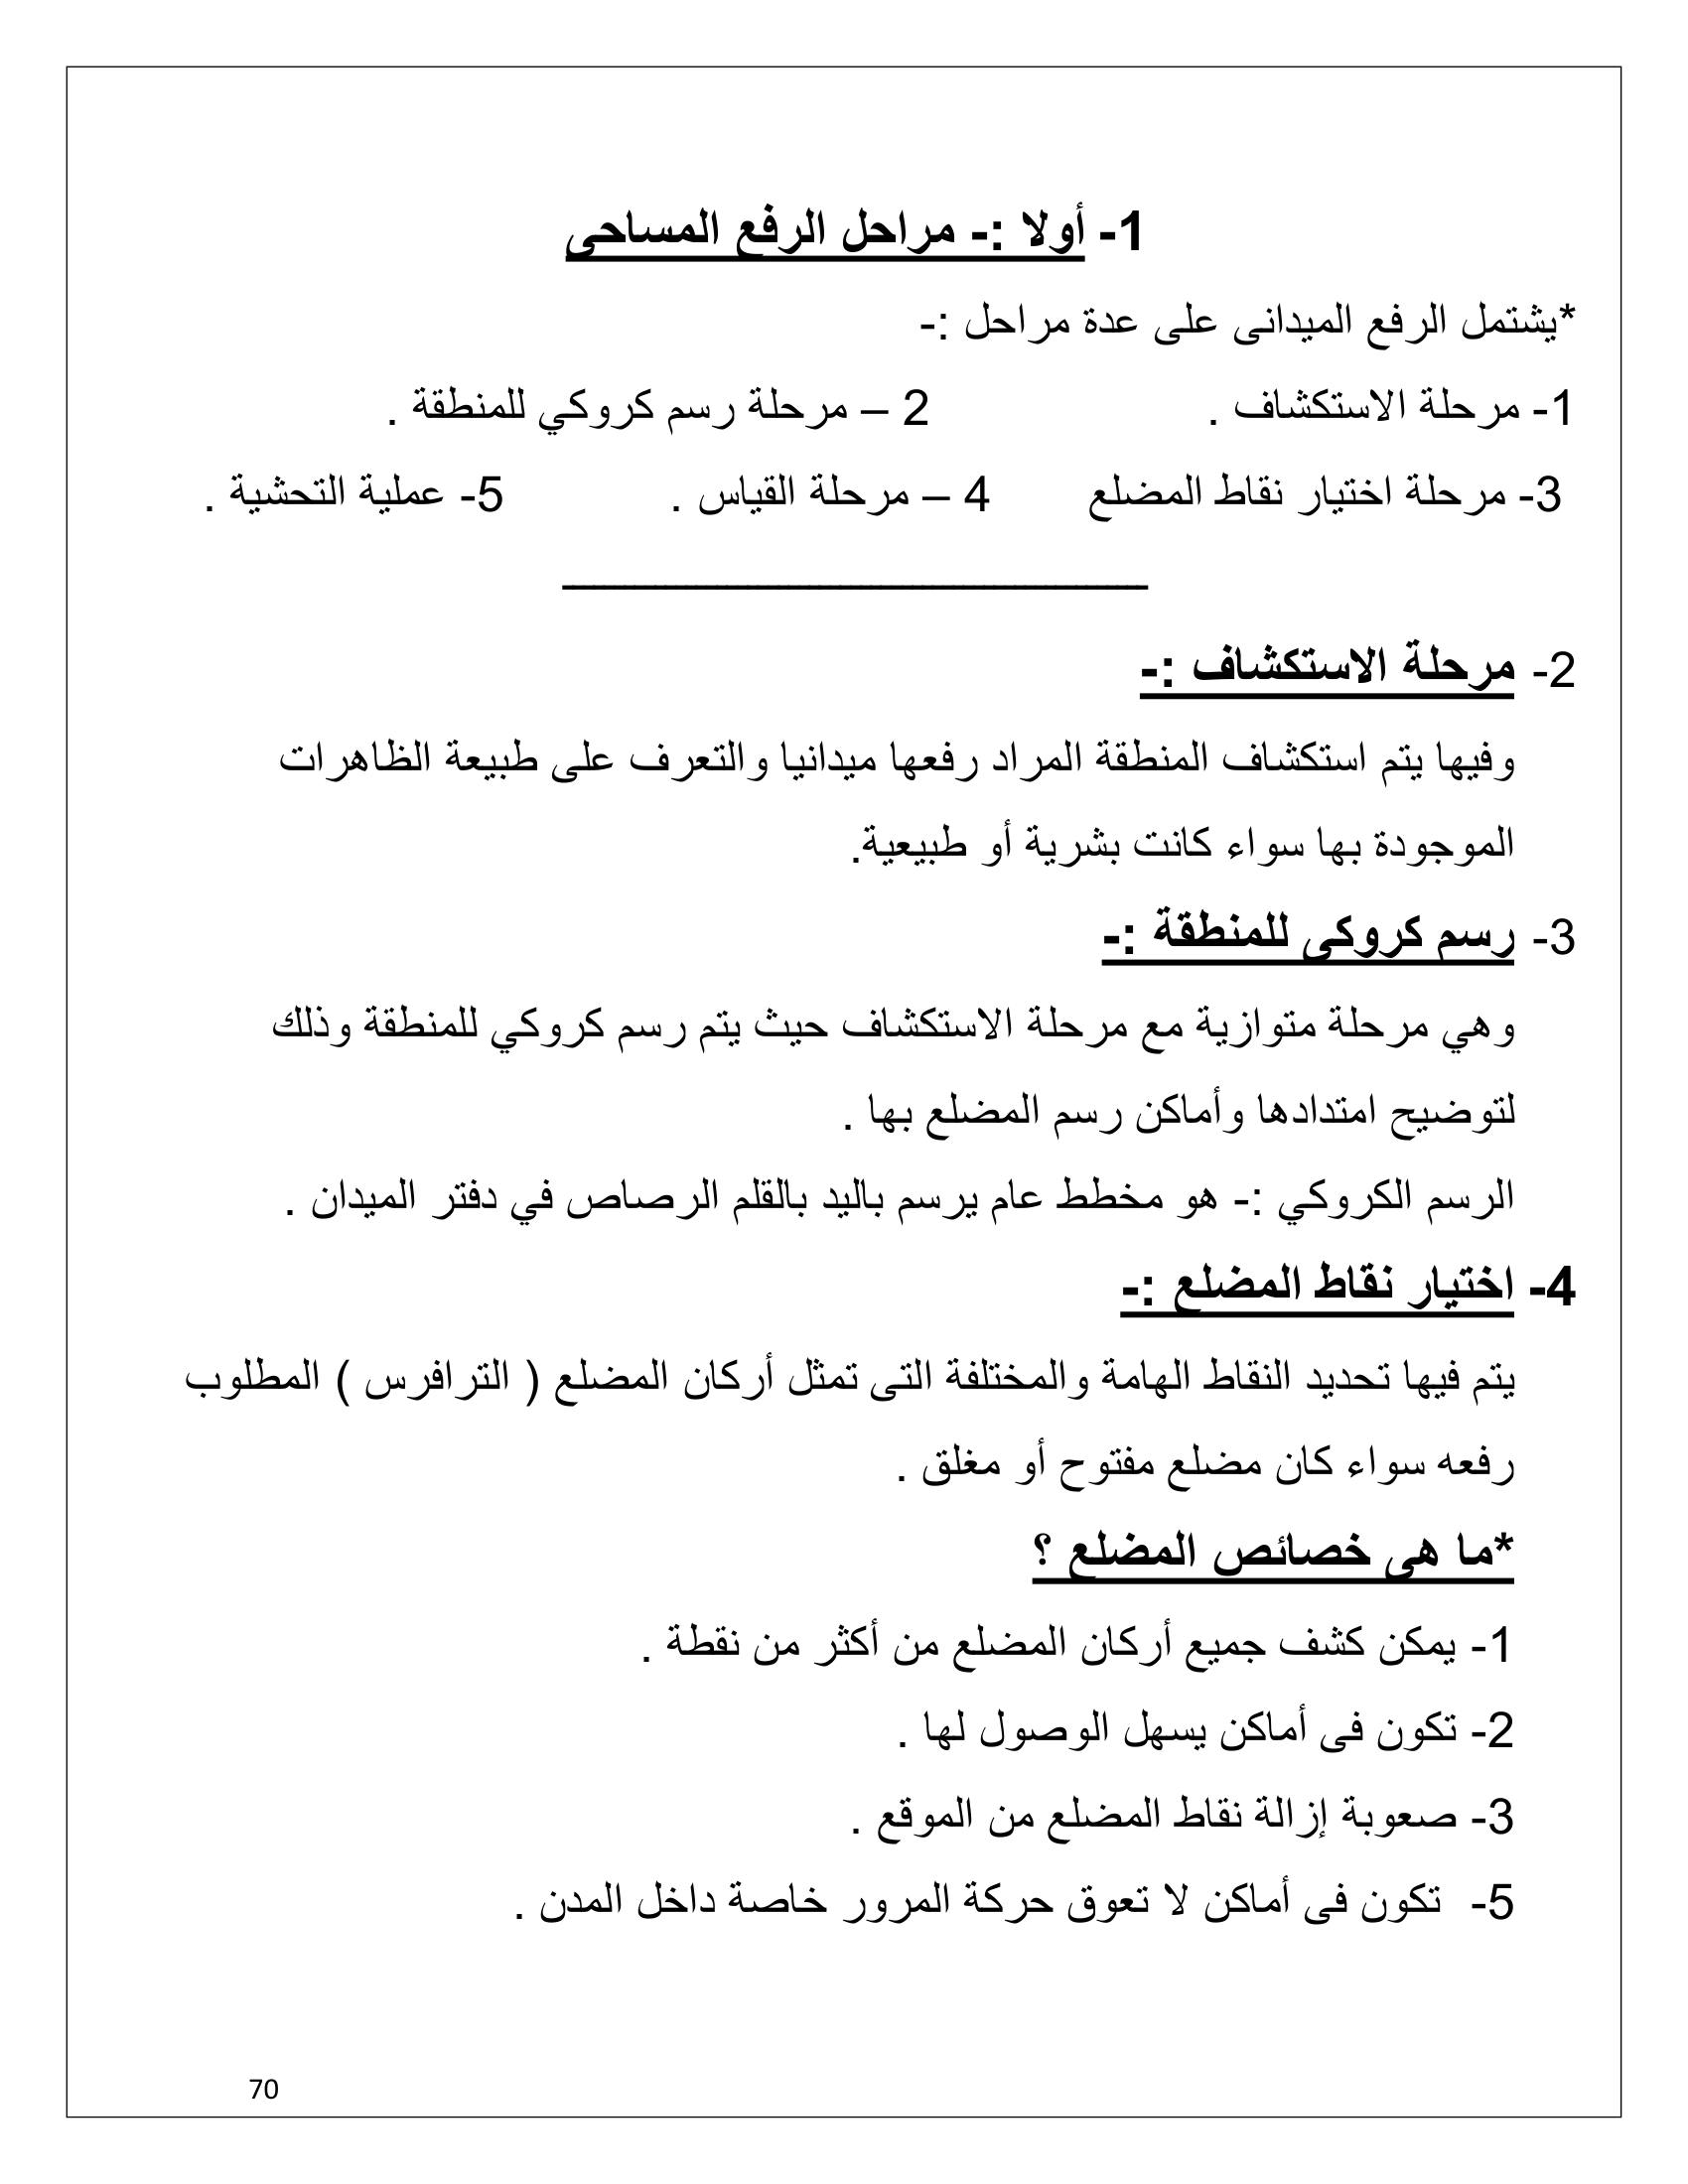 1- أولا :- مراحل الرفع المساحى
*يشتمل الرفع الميدانى على عدة مراحل :-
1- مرحلة الاستكشاف . 2 – مرحلة رسم كروكي للمنطقة .
3- مرحلة اختيار نقاط المضلع 4 – مرحلة القياس . 5- عملية التحشية .
2- مرحلة الاستكشاف :-
وفيها يتم استكشاف المنطقة المراد رفعها ميدانيا والتعرف على طبيعة الظاهرات
الموجودة بها سواء كانت بشرية أو طبيعية.
3- رسم كروكى للمنطقة :-
وهي مرحلة متوازية مع مرحلة الاستكشاف حيث يتم رسم كروكي للمنطقة وذلك
لتوضيح امتدادها وأماكن رسم المضلع بها .
الرسم الكروكي :- هو مخطط عام يرسم باليد بالقلم الرصاص في دفتر الميدان .
4- اختيار نقاط المضلع :-
يتم فيها تحديد النقاط الهامة والمختلفة التى تمثل أركان المضلع ( الترافرس ) المطلوب
رفعه سواء كان مضلع مفتوح أو مغلق .
*ما هى خصائص المضلع ؟
1- يمكن كشف جميع أركان المضلع من أكثر من نقطة .
2- تكون فى أماكن يسهل الوصول لها .
3- صعوبة إزالة نقاط المضلع من الموقع .
5- تكون فى أماكن لا تعوق حركة المرور خاصة داخل المدن .
70